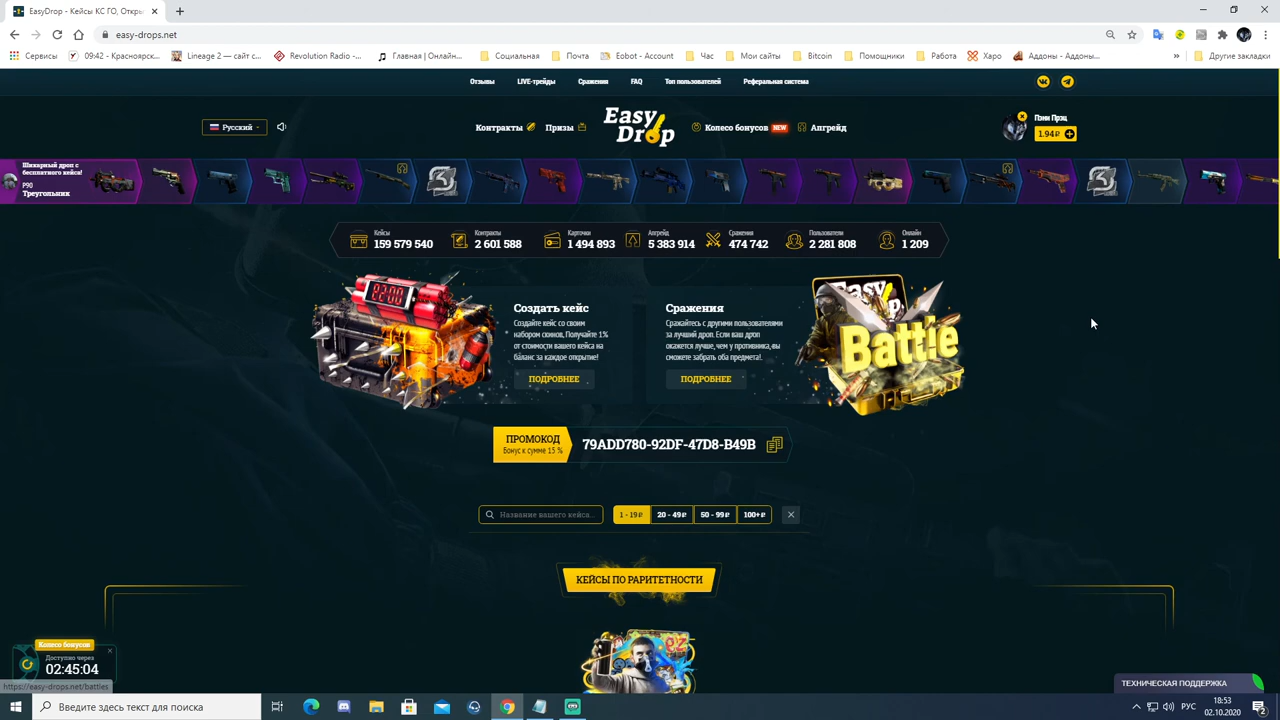 EasyDrop - Кейсы КС ГО, Откры
easy-drops.net
Сервисы
09:42 - Красноярск...
Lineage 2 — сайт с...
Revolution Radio –...
Главная | Онлайн...
Социальная
Почта
Eobot - Account
Час
Мои сайты
Bitcoin
Помощники
Работа
Харо
Аддоны – Аддоны...
»
Другие закладки
Отзывы
LIVE-трейды
Сражения
FAQ
Топ пользователей
Реферальная система
Русский
Контракты
Призы
Easy Drop
Колесо бонусов NEW
Апгрейд
Пэни Прэц
1.94₽
Шикарный дроп с
бесплатного кейса!
P90
Треугольник
Кейсы
159 579 540
Контракты
2 601 588
Карточки
1 494 893
Апгрейд
5 383 914
Сражения
474 742
Пользователи
2 281 808
Онлайн
1 209
02:00
Создать кейс
Создайте кейс со своим
набором скинов. Получайте 1%
от стоимости вашего кейса на
баланс за каждое открытие!
ПОДРОБНЕЕ
Сражения
Сражайтесь с другими пользователями
за лучший дроп. Если ваш дроп
окажется лучше, чем у противника, вы
сможете забрать оба предмета!.
ПОДРОБНЕЕ
Easy Drop
Battle
ПРОМОКОД
Бонус к сумме 15 %
79ADD780-92DF-47D8-B49B
Название вашего кейса...
1 - 19₽
20 - 49₽
50 - 99₽
100+₽
КЕЙСЫ ПО РАРИТЕТНОСТИ
Колесо бонусов
Доступно через
02:45:04
https://easy-drops.net/battles
ТЕХНИЧЕСКАЯ ПОДДЕРЖКА
Введите здесь текст для поиска
РУС
18:53
02.10.2020
2